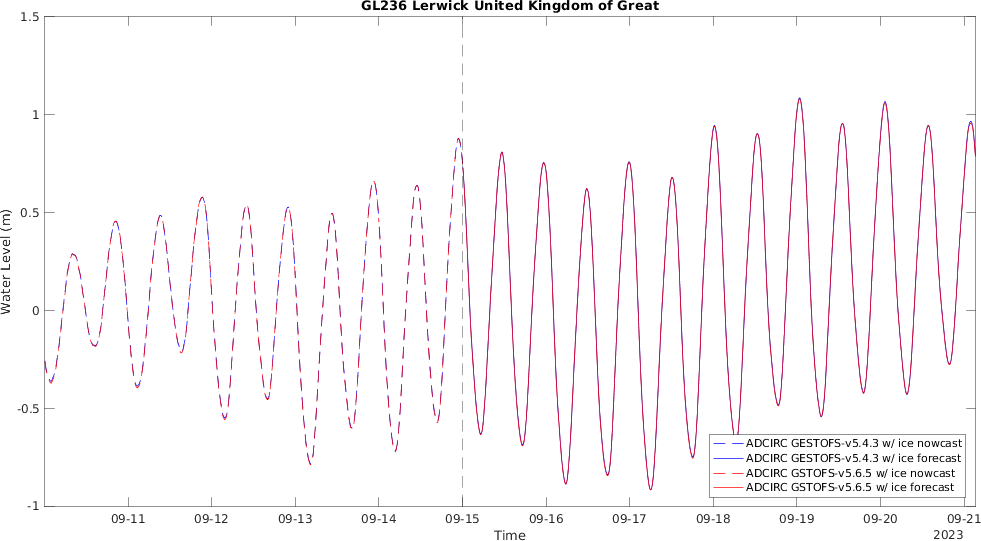 GL236 Lerwick United Kingdom of Great
Water Level (m)
1.5
1
0.5
0
-0.5
-1
09-11
09-12
09-13
09-14
09-15
09-16
09-17
09-18
09-19
09-20
09-21
2023
Time
ADCIRC GESTOFS-v5.4.3 w/ ice nowcast
ADCIRC GESTOFS-v5.4.3 w/ ice forecast
ADCIRC GSTOFS-v5.6.5 w/ ice nowcast
ADCIRC GSTOFS-v5.6.5 w/ ice forecast